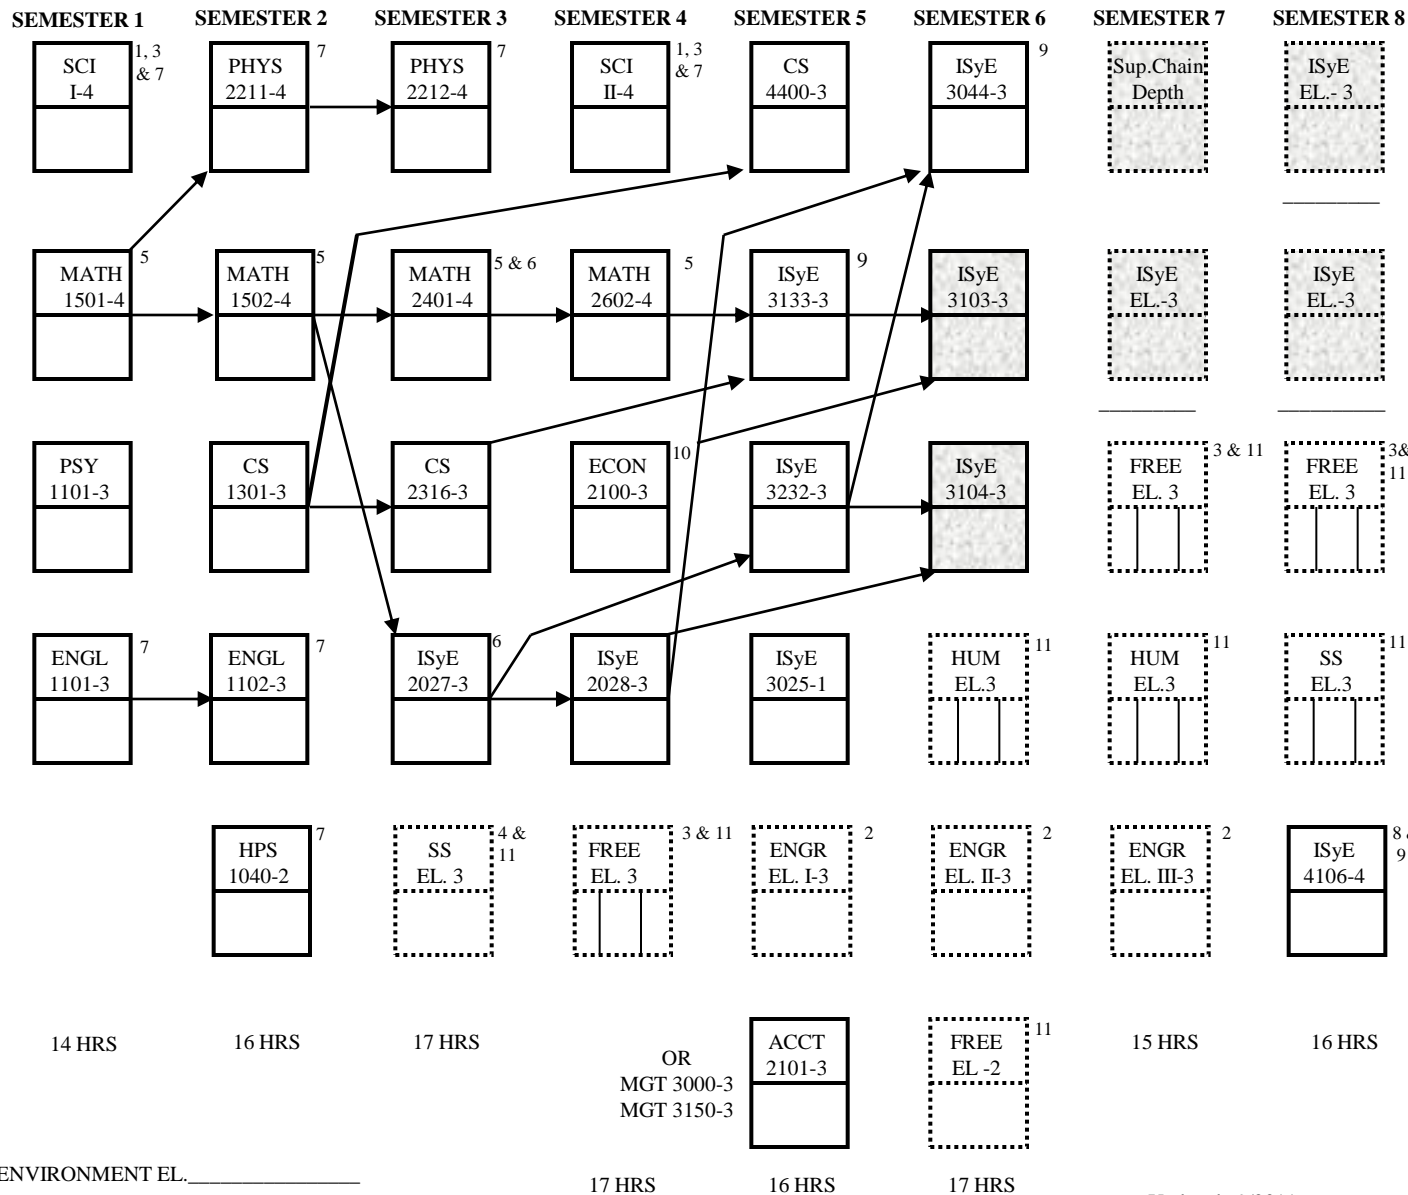 SEMESTER 1 SEMESTER 2 SEMESTER 3 SEMESTER 4 SEMESTER 5 SEMESTER 6 SEMESTER 7 SEMESTER 8
SCI
I-4
1, 3
& 7
PHYS
2211-4
7
PHYS
2212-4
7
SCI
II-4
1, 3
& 7
CS
4400-3
ISyE
3044-3
9
Sup.Chain
Depth
ISyE
EL.- 3
MATH
1501-4
5
MATH
1502-4
5
MATH
2401-4
5 & 6
MATH
2602-4
5
ISyE
3133-3
9
ISyE
3103-3
ISyE
EL.-3
ISyE
EL.-3
PSY
1101-3
CS
1301-3
CS
2316-3
ECON
2100-3
10
ISyE
3232-3
ISyE
3104-3
FREE
EL. 3
3 & 11
FREE
EL. 3
3&
11
ENGL
1101-3
7
ENGL
1102-3
7
ISyE
2027-3
6
ISyE
2028-3
ISyE
3025-1
HUM
EL.3
11
HUM
EL.3
11
SS
EL.3
11
HPS
1040-2
7
SS
EL. 3
4 &
11
FREE
EL. 3
3 & 11
ENGR
EL. I-3
2
ENGR
EL. II-3
2
ENGR
EL. III-3
2
ISyE
4106-4
8 &
9
14 HRS
16 HRS
17 HRS
OR
MGT 3000-3
MGT 3150-3
ACCT
2101-3
FREE
EL -2
11
15 HRS
16 HRS
ENVIRONMENT EL.________________
17 HRS
16 HRS
17 HRS